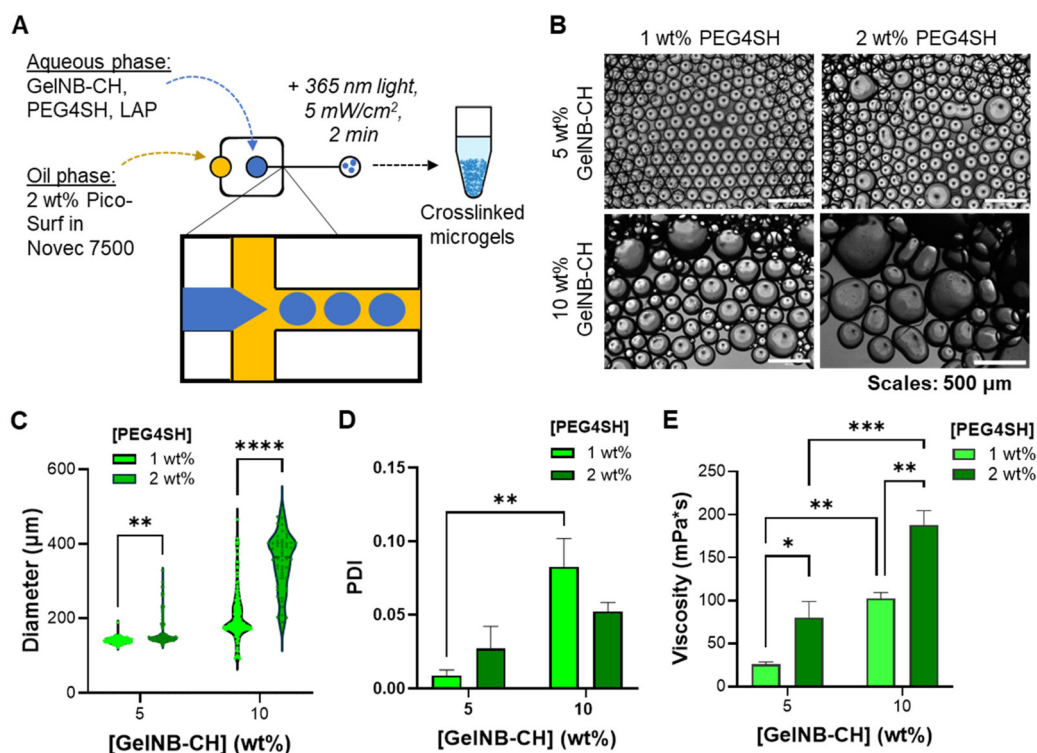 A
Aqueous phase:
GelNB-CH,
PEG4SH, LAP
Oil phase:
2 wt% Pico-
Surf in
Novec 7500
+ 365 nm light,
5 mW/cm²,
2 min
Crosslinked
microgels
B
1 wt% PEG4SH
2 wt% PEG4SH
5 wt%
GelNB-CH
10 wt%
GelNB-CH
Scales: 500 µm
C
[PEG4SH]
1 wt%
2 wt%
Diameter (µm)
600
400
200
0
**
****
5
10
[GelNB-CH] (wt%)
D
[PEG4SH]
1 wt%
2 wt%
PDI
0.15
0.10
0.05
0.00
**
5
10
[GelNB-CH] (wt%)
E
[PEG4SH]
1 wt%
2 wt%
Viscosity (mPa*s)
250
200
150
100
50
0
***
**
**
*
5
10
[GelNB-CH] (wt%)